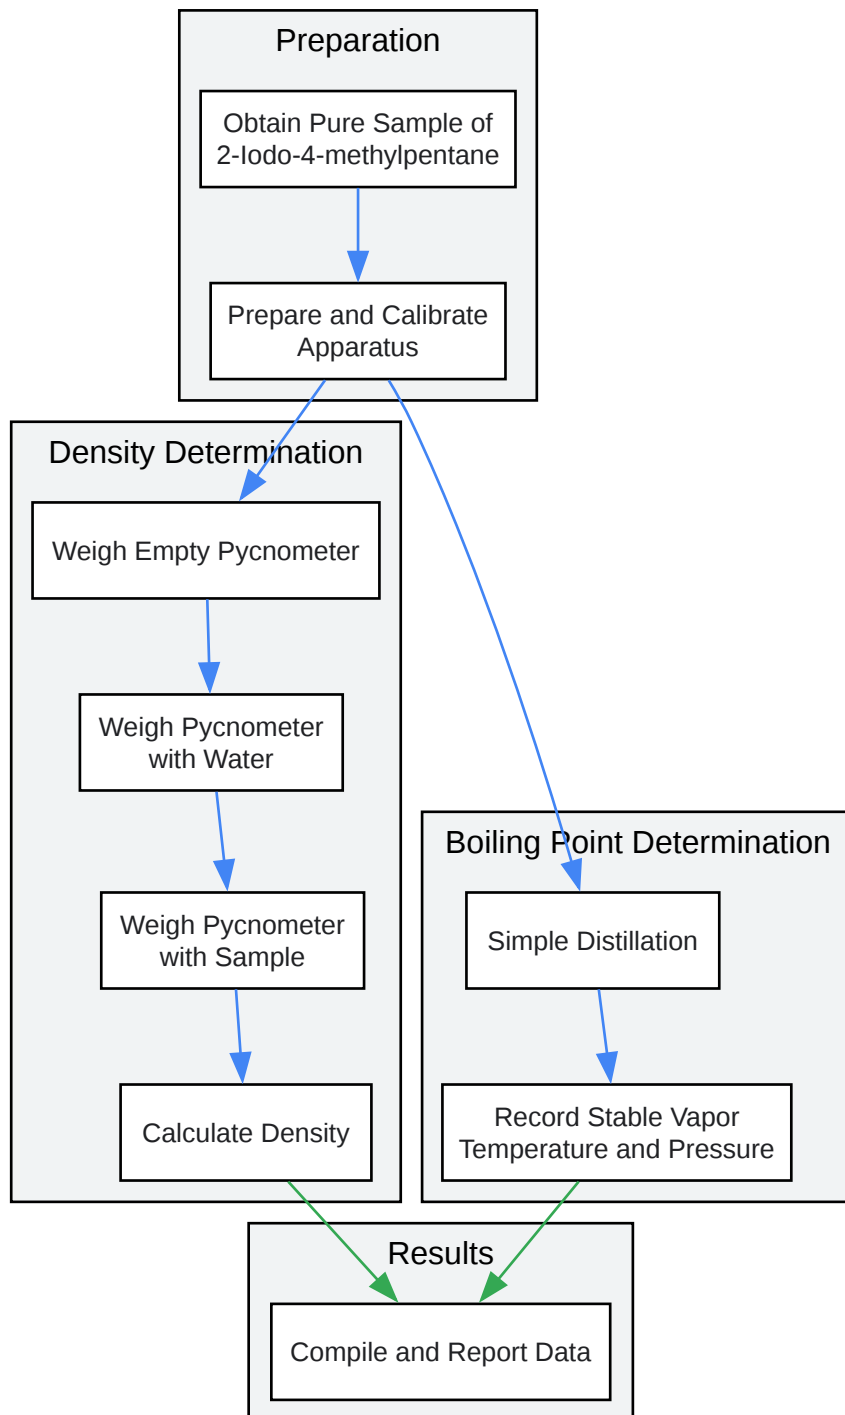 Preparation
Obtain Pure Sample of
2-Iodo-4-methylpentane
Prepare and Calibrate
Apparatus
Density Determination
Weigh Empty Pycnometer
Weigh Pycnometer
with Water
Weigh Pycnometer
with Sample
Calculate Density
Boiling Point Determination
Simple Distillation
Record Stable Vapor
Temperature and Pressure
Results
Compile and Report Data